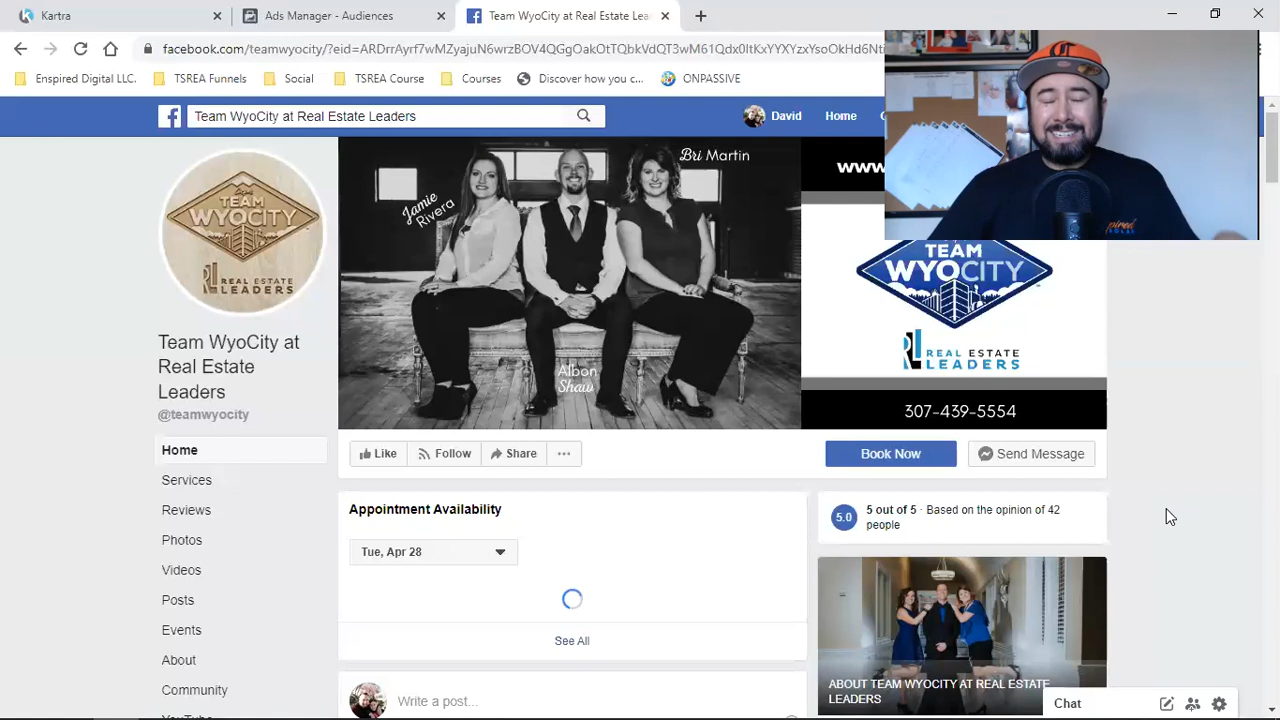 Kartra
Ads Manager - Audiences
Team WyoCity at Real Estate Lea
facebook.com/teamwyocity/?eid=
Enspired Digital LLC.
TSREA Funnels
Social
TSREA Course
Courses
Discover how you c...
ONPASSIVE
Team WyoCity at Real Estate Leaders
David
Home
TEAM
WYOCITY
REAL ESTATE
LEADERS
Jamie
Rivera
Bri Martin
Albon
Shaw
www.
TEAM
WYOCITY
REAL ESTATE
LEADERS
307-439-5554
Team WyoCity at
Real Estate
Leaders
@teamwyocity
Home
Services
Reviews
Photos
Videos
Posts
Events
About
Community
YouTube
Like
Follow
Share
Book Now
Send Message
Appointment Availability
Tue, Apr 28
See All
Write a post...
5.0
5 out of 5 · Based on the opinion of 42
people
ABOUT TEAM WYOCITY AT REAL ESTATE
LEADERS
Chat